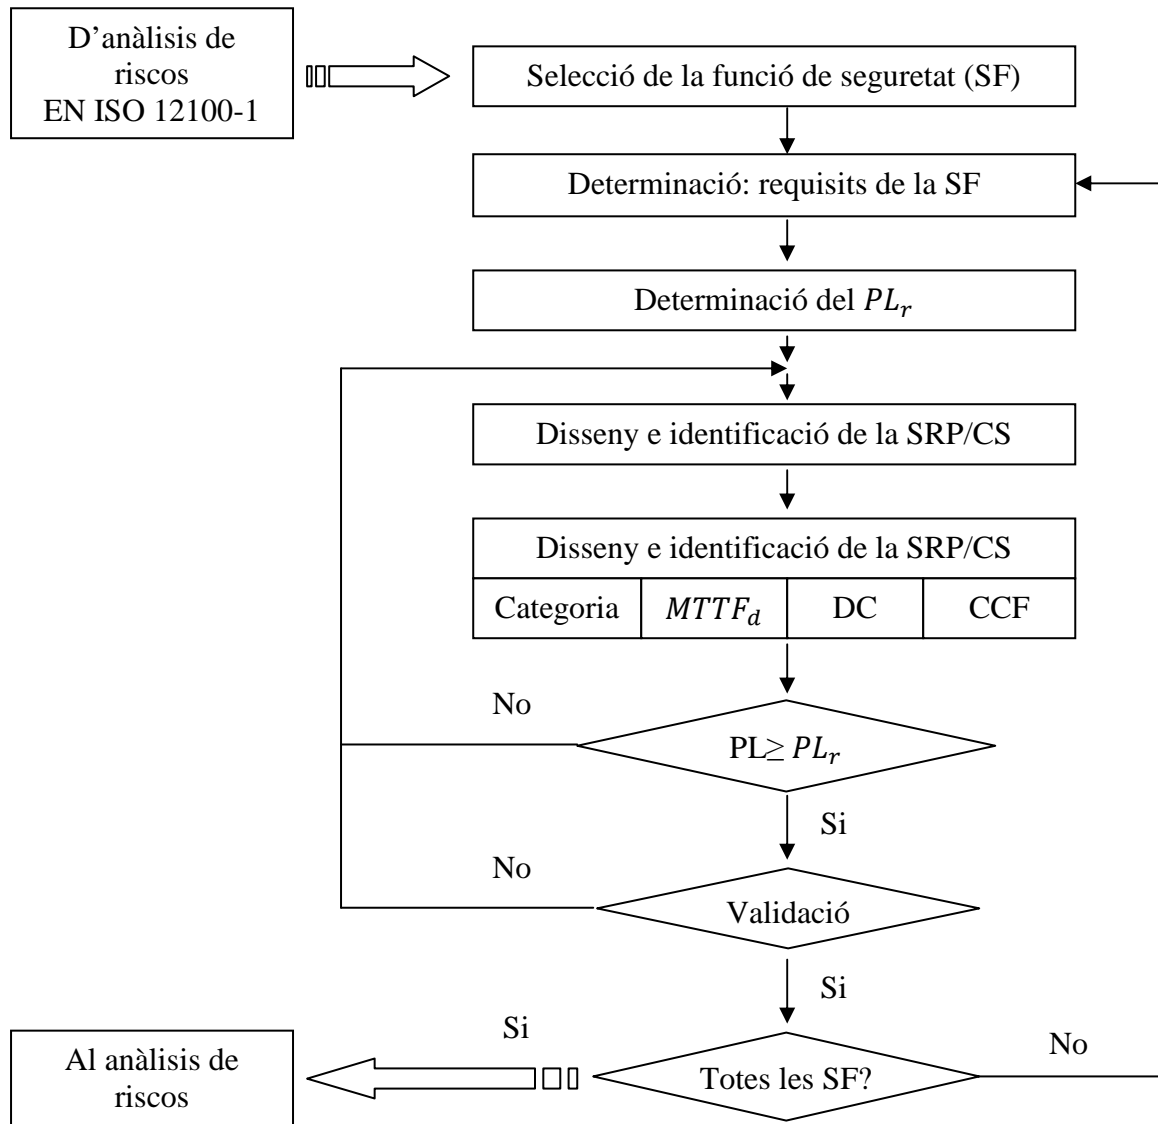 D’anàlisis de
riscos
EN ISO 12100-1
Selecció de la funció de seguretat (SF)
Determinació: requisits de la SF
Determinació del PLᵣ
Disseny e identificació de la SRP/CS
Disseny e identificació de la SRP/CS
Categoria
MTTF_d
DC
CCF
No
PL≥ PLᵣ
Si
No
Validació
Si
Si
No
Al anàlisis de
riscos
Totes les SF?